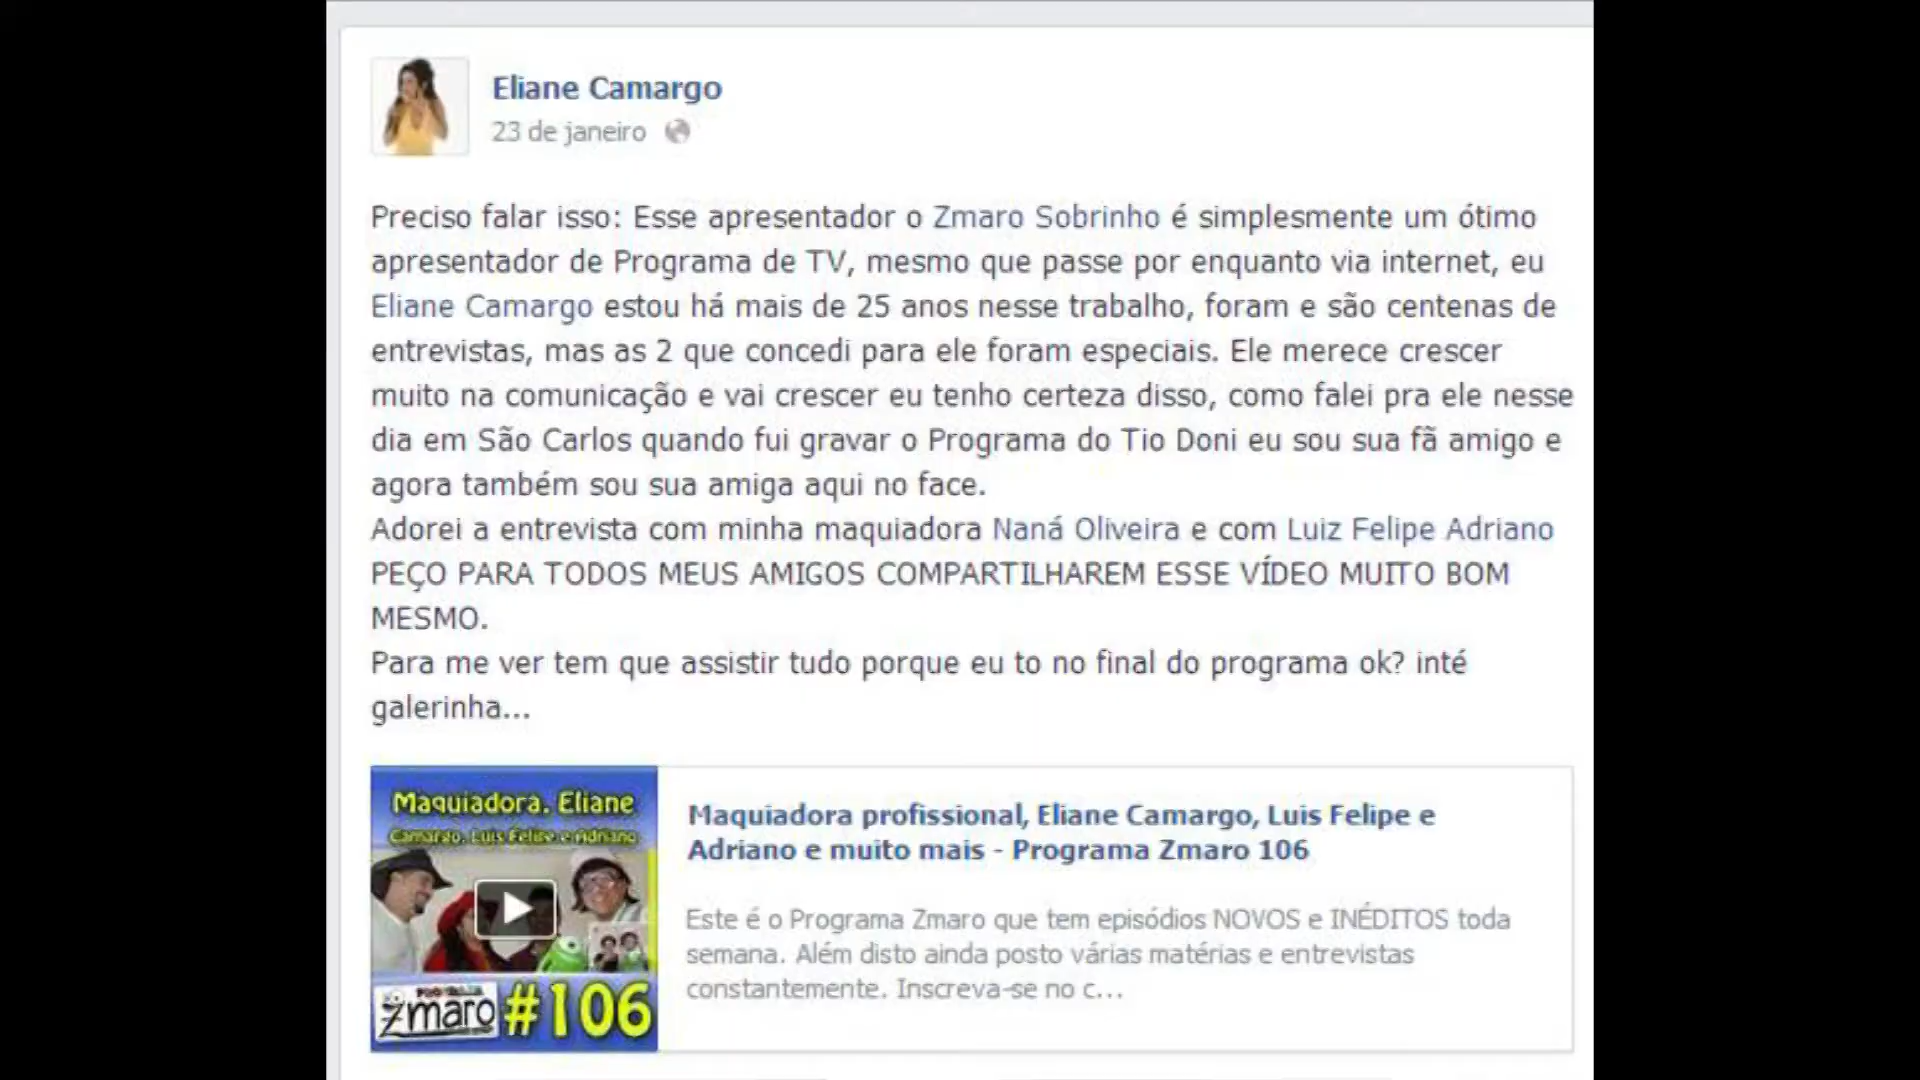 Eliane Camargo
23 de janeiro
Preciso falar isso: Esse apresentador o Zmaro Sobrinho é simplesmente um ótimo
apresentador de Programa de TV, mesmo que passe por enquanto via internet, eu
Eliane Camargo estou há mais de 25 anos nesse trabalho, foram e são centenas de
entrevistas, mas as 2 que concedi para ele foram especiais. Ele merece crescer
muito na comunicação e vai crescer eu tenho certeza disso, como falei pra ele nesse
dia em São Carlos quando fui gravar o Programa do Tio Doni eu sou sua fã amigo e
agora também sou sua amiga aqui no face.
Adorei a entrevista com minha maquiadora Naná Oliveira e com Luiz Felipe Adriano
PEÇO PARA TODOS MEUS AMIGOS COMPARTILHAREM ESSE VÍDEO MUITO BOM
MESMO.
Para me ver tem que assistir tudo porque eu to no final do programa ok? inté
galerinha...
Maquiadora, Eliane
Camargo, Luis Felipe e Adriano
PROGRAMA
Zmaro #106
Maquiadora profissional, Eliane Camargo, Luis Felipe e
Adriano e muito mais - Programa Zmaro 106
Este é o Programa Zmaro que tem episódios NOVOS e INÉDITOS toda
semana. Além disto ainda posto várias matérias e entrevistas
constantemente. Inscreva-se no c...